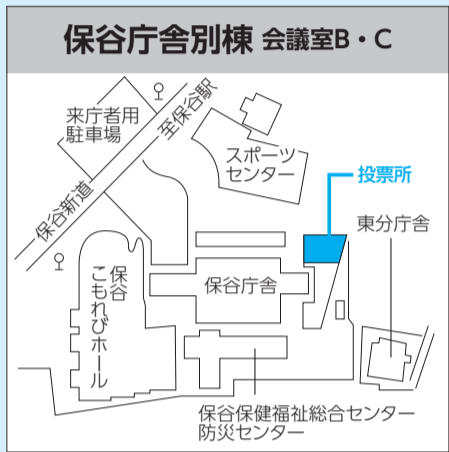 保谷庁舎別棟 会議室B・C
来庁者用
駐車場
至保谷駅
スポーツ
センター
投票所
保谷新道
東分庁舎
保谷
こもれびホール
保谷庁舎
保谷保健福祉総合センター
防災センター